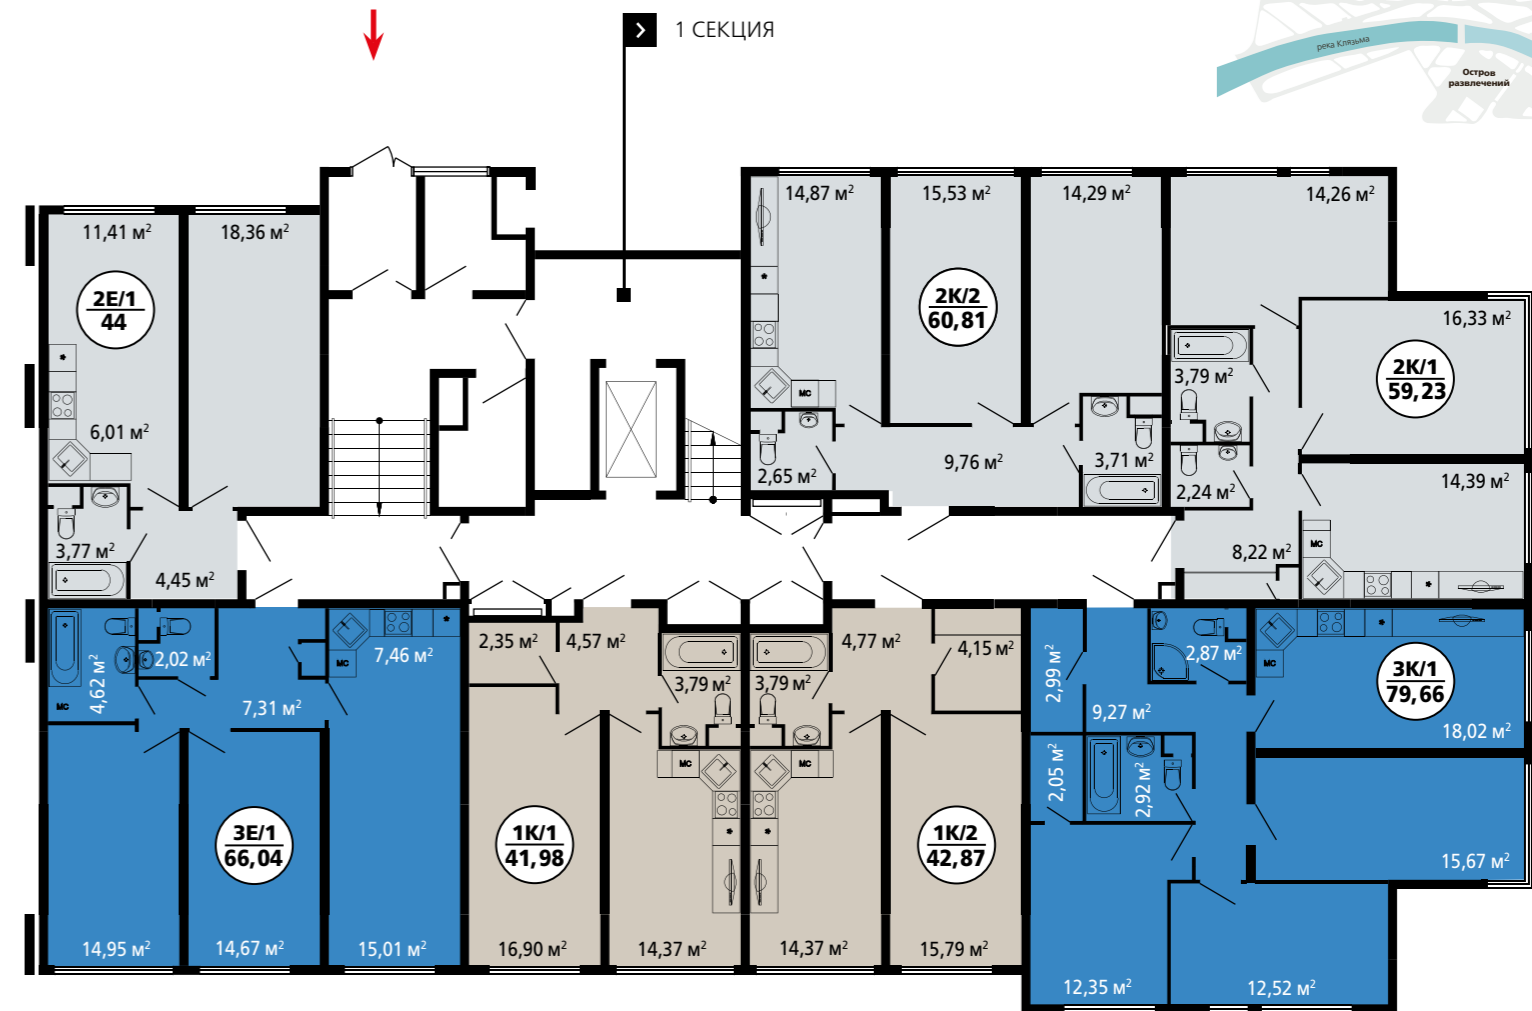 1 СЕКЦИЯ
река Клязьма
Остров
развлечений
11,41 м²
18,36 м²
2Е/1
44
6,01 м²
3,77 м²
4,45 м²
14,87 м²
15,53 м²
14,29 м²
2К/2
60,81
МС
2,65 м²
9,76 м²
3,71 м²
14,26 м²
16,33 м²
2К/1
59,23
3,79 м²
2,24 м²
14,39 м²
8,22 м²
МС
4,62 м²
МС
2,02 м²
7,31 м²
7,46 м²
МС
3Е/1
66,04
14,95 м²
14,67 м²
15,01 м²
2,35 м²
4,57 м²
3,79 м²
МС
1К/1
41,98
16,90 м²
14,37 м²
3,79 м²
4,77 м²
4,15 м²
МС
1К/2
42,87
14,37 м²
15,79 м²
2,99 м²
9,27 м²
2,87 м²
МС
3К/1
79,66
18,02 м²
2,05 м²
2,92 м²
15,67 м²
12,35 м²
12,52 м²